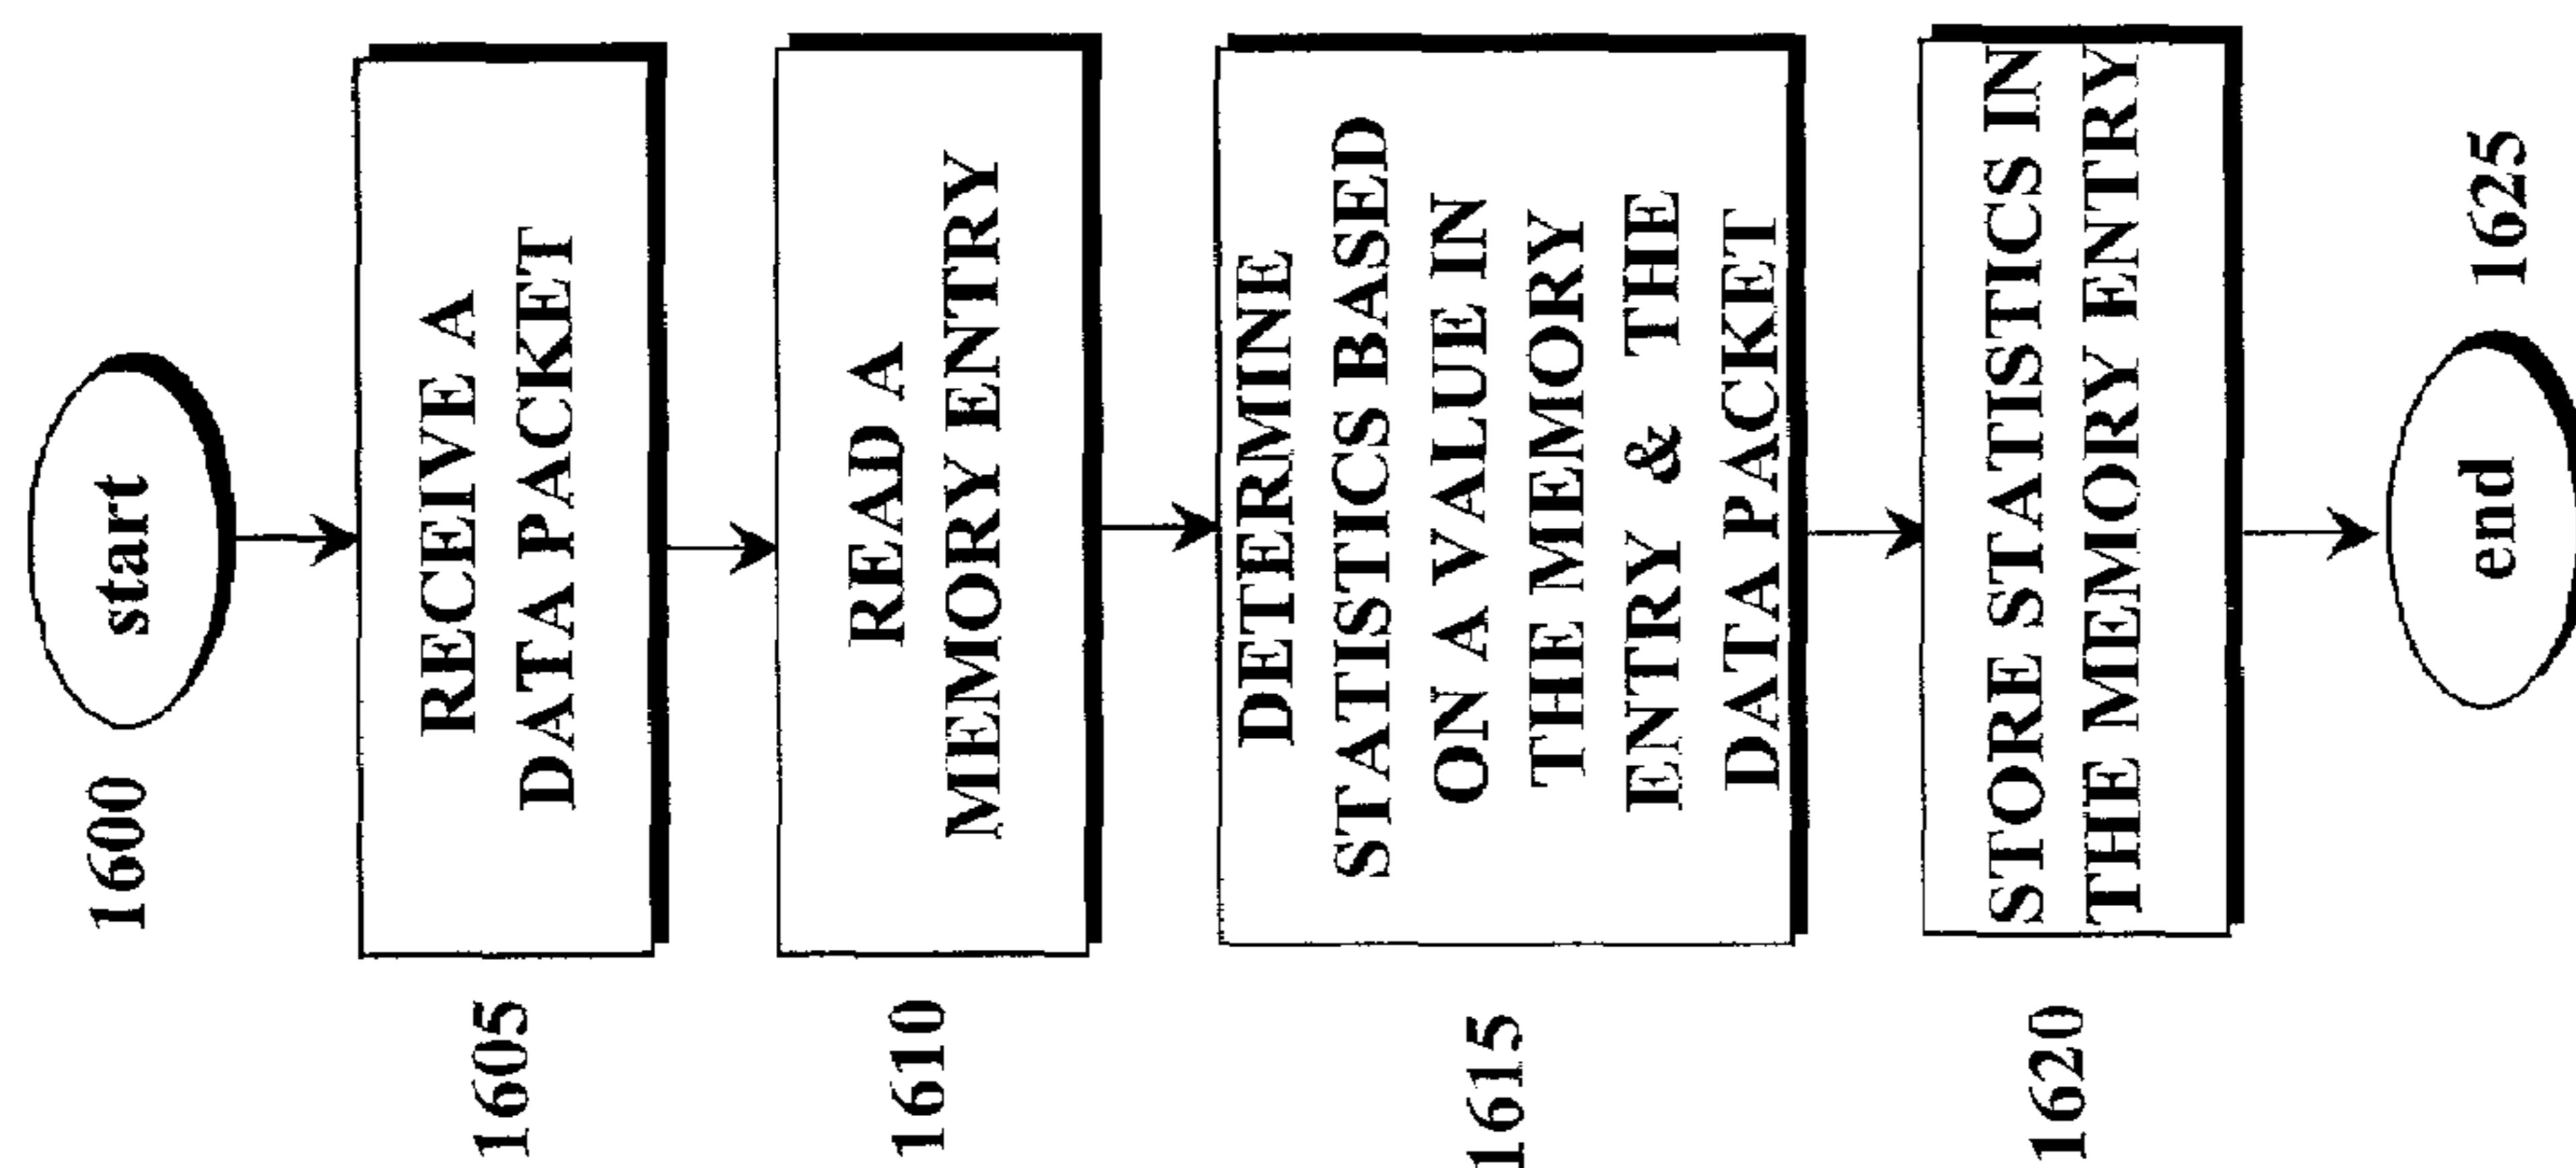 1600
start
1605
RECEIVE A
DATA PACKET
1610
READ A
MEMORY ENTRY
1615
DETERMINE
STATISTICS BASED
ON A VALUE IN
THE MEMORY
ENTRY & THE
DATA PACKET
1620
STORE STATISTICS IN
THE MEMORY ENTRY
end
1625